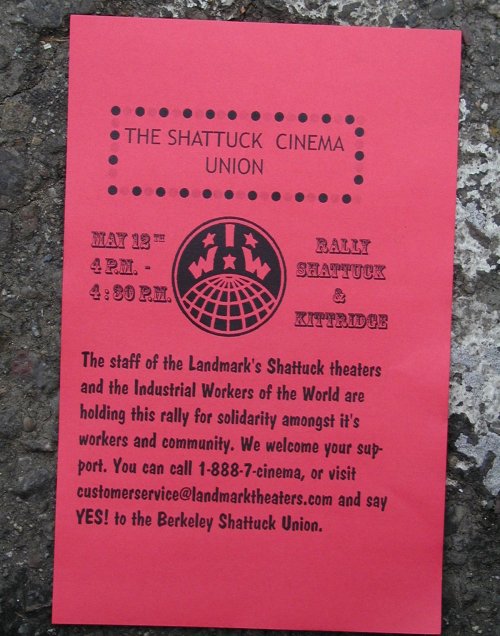 THE SHATTUCK CINEMA
UNION
MAY 12TH
4 P.M. -
4:30 P.M.
I
W W
RALLY
SHATTUCK
&
KITTRIDGE
The staff of the Landmark's Shattuck theaters
and the Industrial Workers of the World are
holding this rally for solidarity amongst it's
workers and community. We welcome your sup-
port. You can call 1-888-7-cinema, or visit
customerservice@landmarktheaters.com and say
YES! to the Berkeley Shattuck Union.